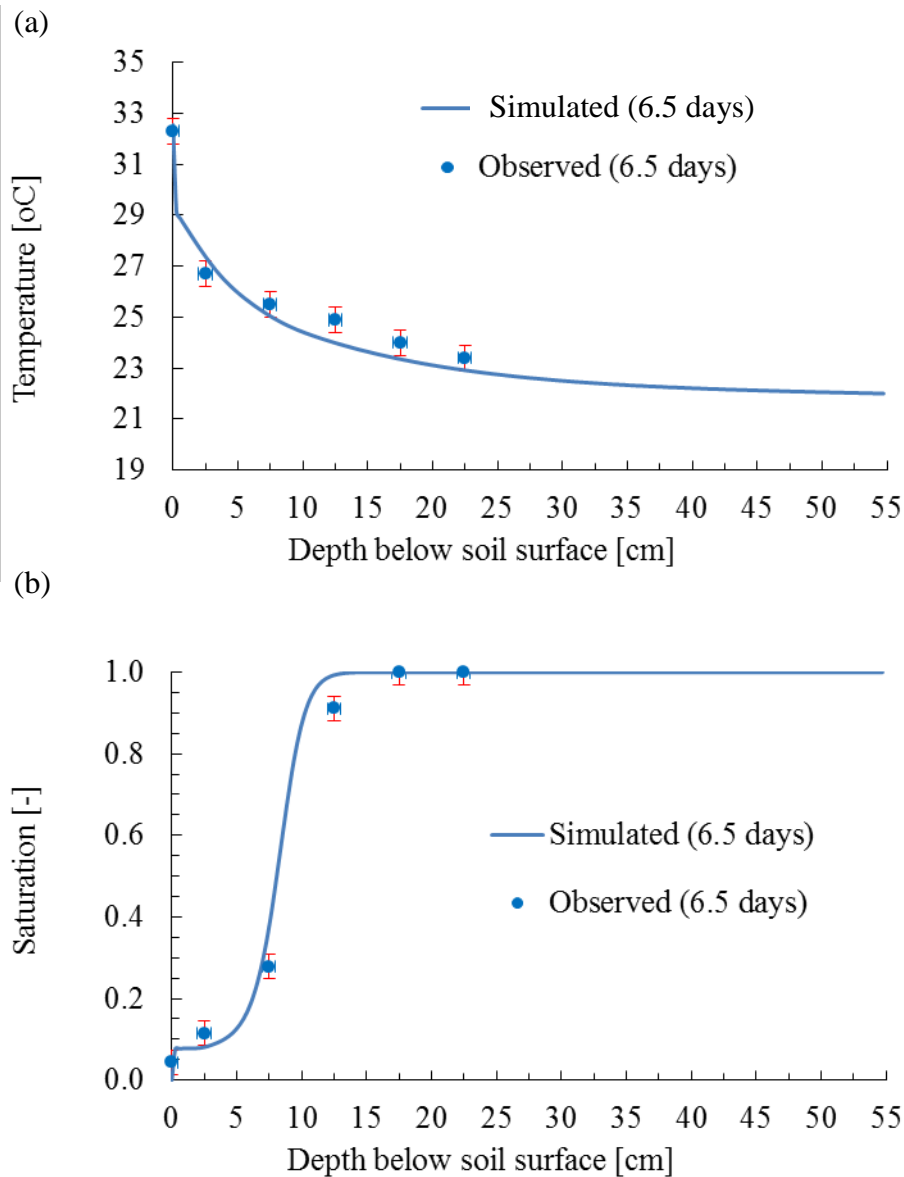 (a)
35
33
31
29
27
25
23
21
19
Temperature [oC]
Simulated (6.5 days)
Observed (6.5 days)
0 5 10 15 20 25 30 35 40 45 50 55
Depth below soil surface [cm]
(b)
1.0
0.8
0.6
0.4
0.2
0.0
Saturation [-]
Simulated (6.5 days)
Observed (6.5 days)
0 5 10 15 20 25 30 35 40 45 50 55
Depth below soil surface [cm]